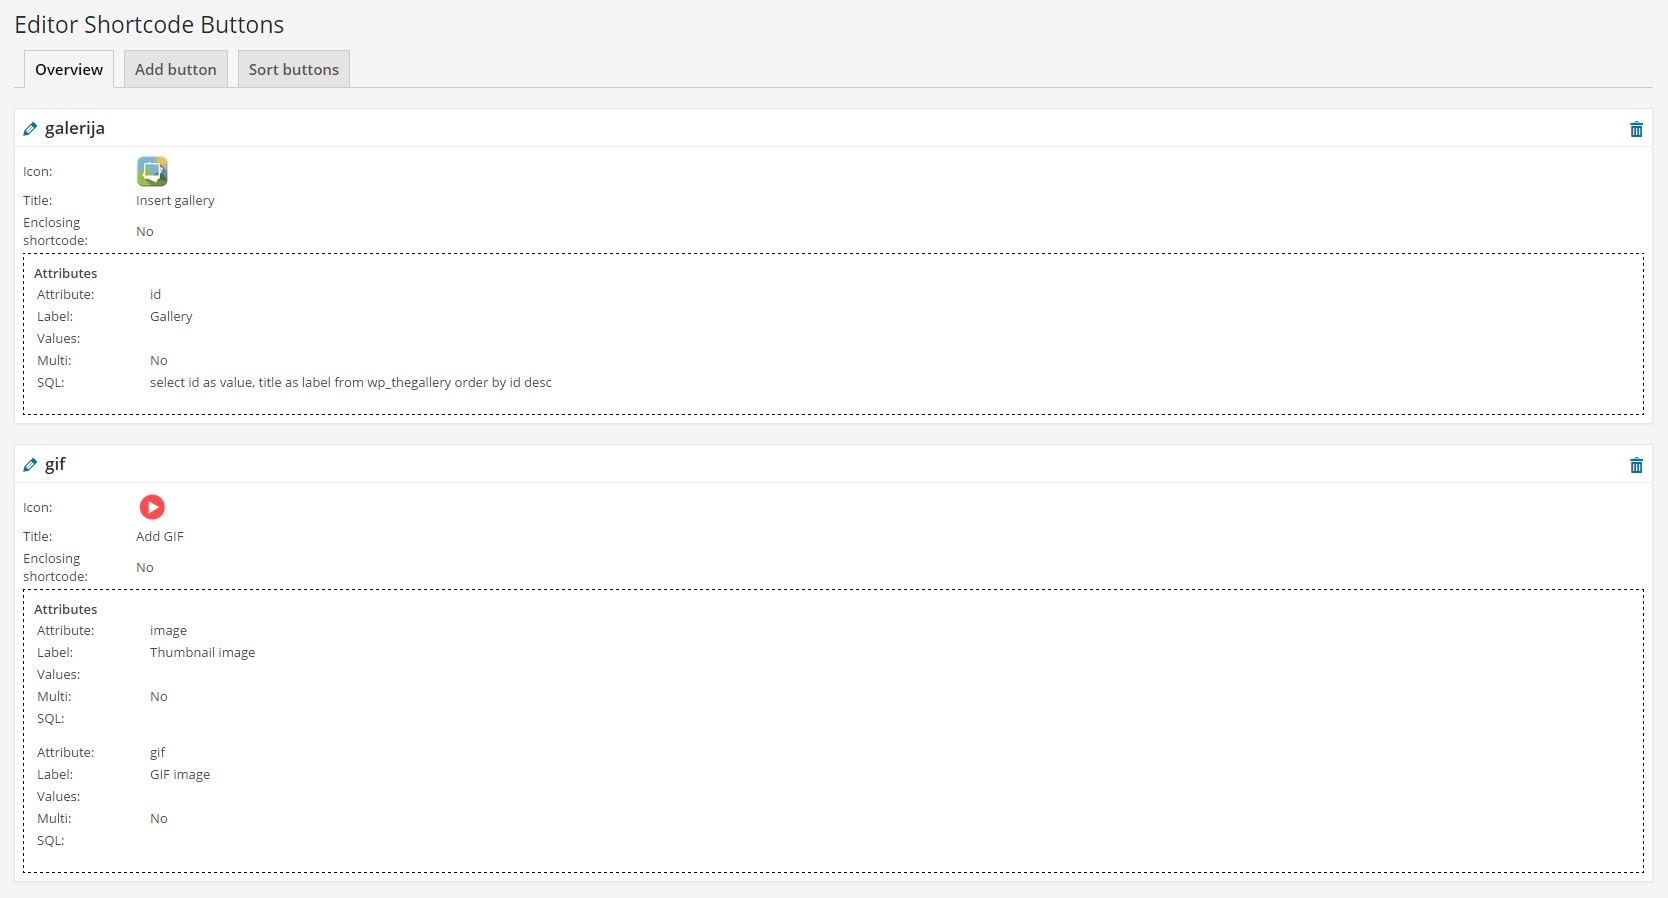 Editor Shortcode Buttons
Overview Add button Sort buttons
galerija
Icon:
Title: Insert gallery
Enclosing
shortcode: No
Attributes
Attribute: id
Label: Gallery
Values:
Multi: No
SQL: select id as value, title as label from wp_thegallery order by id desc
gif
Icon:
Title: Add GIF
Enclosing
shortcode: No
Attributes
Attribute: image
Label: Thumbnail image
Values:
Multi: No
SQL:
Attribute: gif
Label: GIF image
Values:
Multi: No
SQL: